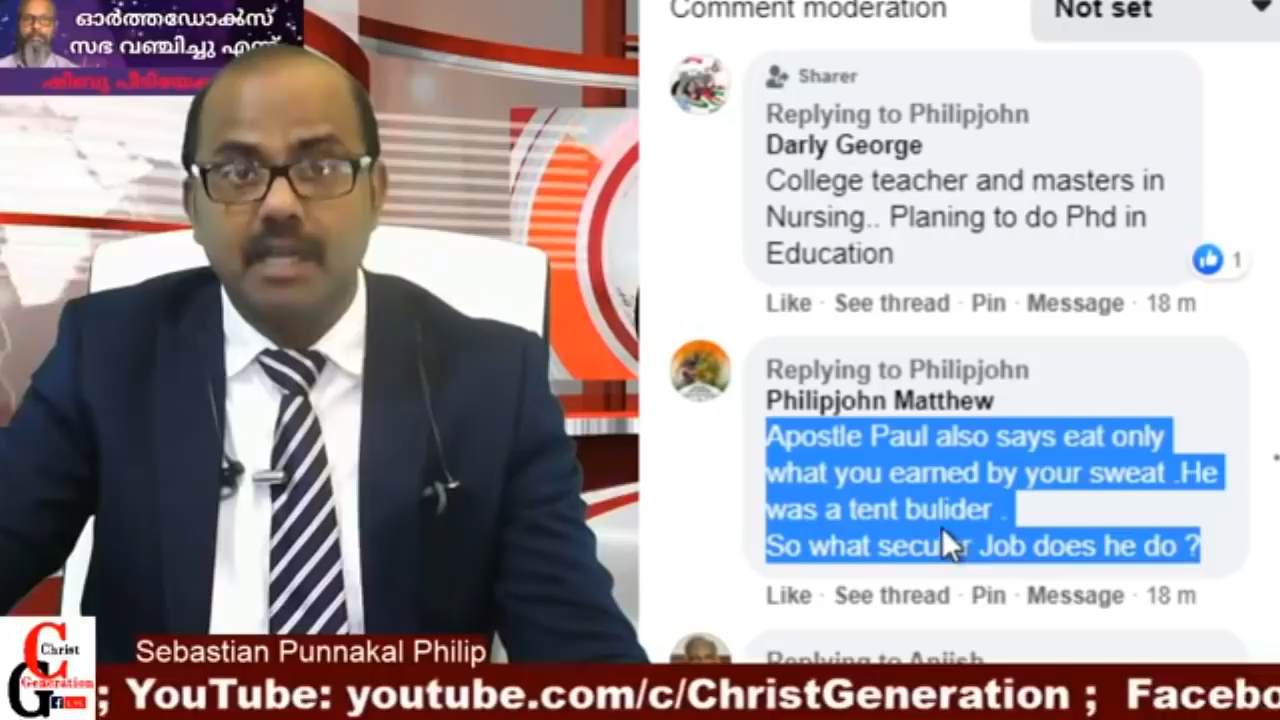 ഓർത്തഡോക്സ്
സഭ വഞ്ചിച്ചു എന്ന്
ഷിബു
Comment moderation
Not set
Sharer
Replying to Philipjohn
Darly George
College teacher and masters in
Nursing.. Planing to do Phd in
Education
1
Like · See thread · Pin · Message · 18 m
Replying to Philipjohn
Philipjohn Matthew
Apostle Paul also says eat only
what you earned by your sweat .He
was a tent bulider .
So what Job does he do ?
Like · See thread · Pin · Message · 18 m
Replying to Anjish
Sebastian Punnakal Philip
Christ
Generation
; YouTube: youtube.com/c/ChristGeneration ; Facebo